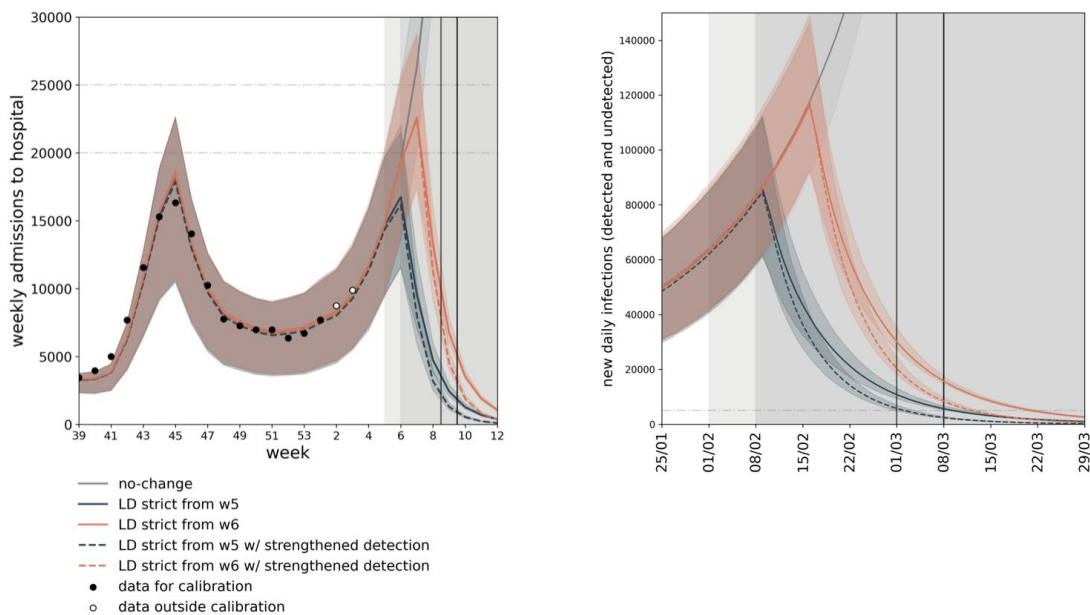 weekly admissions to hospital
30000
25000
20000
15000
10000
5000
0
39 41 43 45 47 49 51 53 2 4 6 8 10 12
week
no-change
LD strict from w5
LD strict from w6
LD strict from w5 w/ strengthened detection
LD strict from w6 w/ strengthened detection
data for calibration
data outside calibration
new daily infections (detected and undetected)
140000
120000
100000
80000
60000
40000
20000
0
25/01 01/02 08/02 15/02 22/02 01/03 08/03 15/03 22/03 29/03